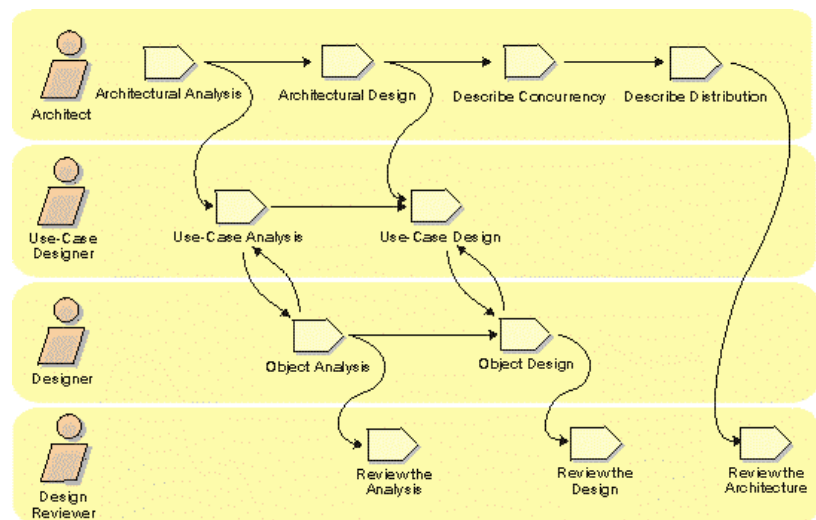 Architect
Architectural Analysis
Architectural Design
Describe Concurrency
Describe Distribution
Use-Case
Designer
Use-Case Analysis
Use-Case Design
Designer
Object Analysis
Object Design
Design
Reviewer
Review the
Analysis
Review the
Design
Review the
Architecture